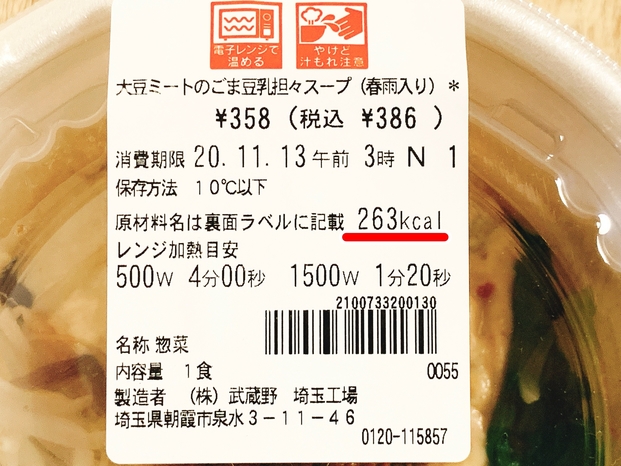 電子レンジで
温める
やけど
汁もれ注意
大豆ミートのごま豆乳担々スープ（春雨入り）＊
¥358（税込 ¥386 ）
消費期限 20.11.13午前 3時 N 1
保存方法 １０℃以下
原材料名は裏面ラベルに記載 263kcal
レンジ加熱目安
500W 4分00秒 1500W 1分20秒
2100733200130
名称 惣菜
内容量 １食 0055
製造者 （株）武蔵野 埼玉工場
埼玉県朝霞市泉水３－１１－４６
0120-115857